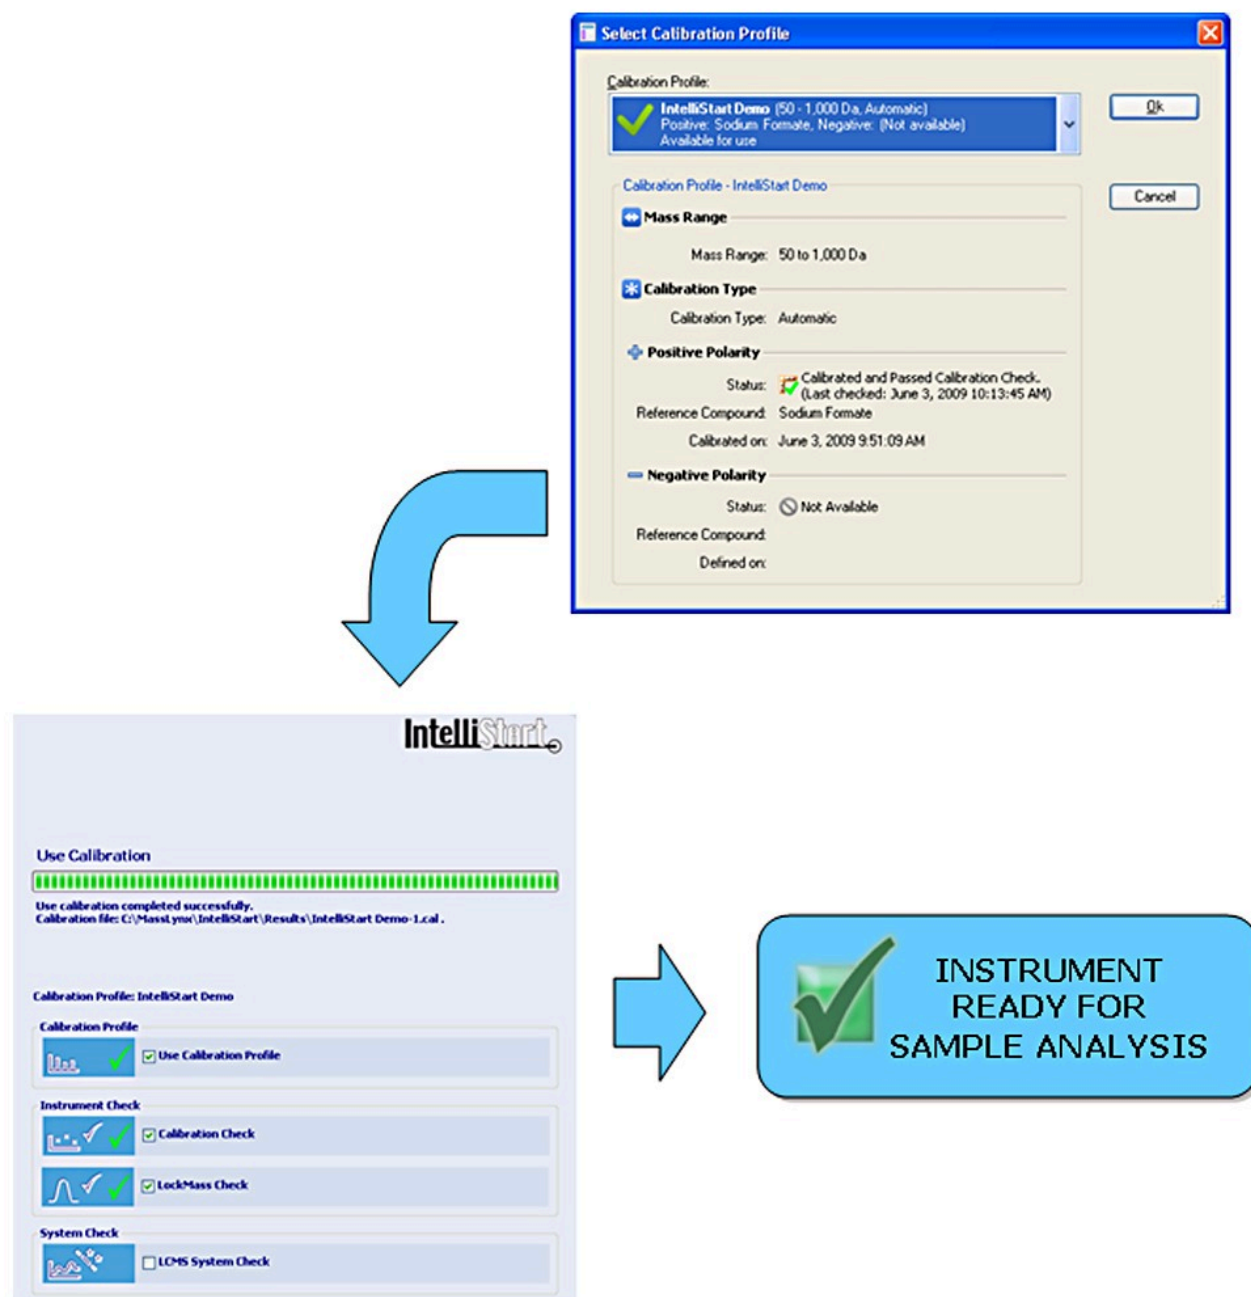 Select Calibration Profile
Calibration Profile:
IntelliStart Demo (50 - 1,000 Da, Automatic)
Positive: Sodium Formate, Negative: (Not available)
Available for use
Ok
Cancel
Calibration Profile - IntelliStart Demo
Mass Range
Mass Range: 50 to 1,000 Da
Calibration Type
Calibration Type: Automatic
Positive Polarity
Status: Calibrated and Passed Calibration Check.
(Last checked: June 3, 2009 10:13:45 AM)
Reference Compound: Sodium Formate
Calibrated on: June 3, 2009 9:51:09 AM
Negative Polarity
Status: Not Available
Reference Compound:
Defined on:
IntelliStart
Use Calibration
Use calibration completed successfully.
Calibration file: C:\MassLynx\IntelliStart\Results\IntelliStart Demo-1.cal .
Calibration Profile: IntelliStart Demo
Calibration Profile
Use Calibration Profile
Instrument Check
Calibration Check
LockMass Check
System Check
LCMS System Check
INSTRUMENT
READY FOR
SAMPLE ANALYSIS